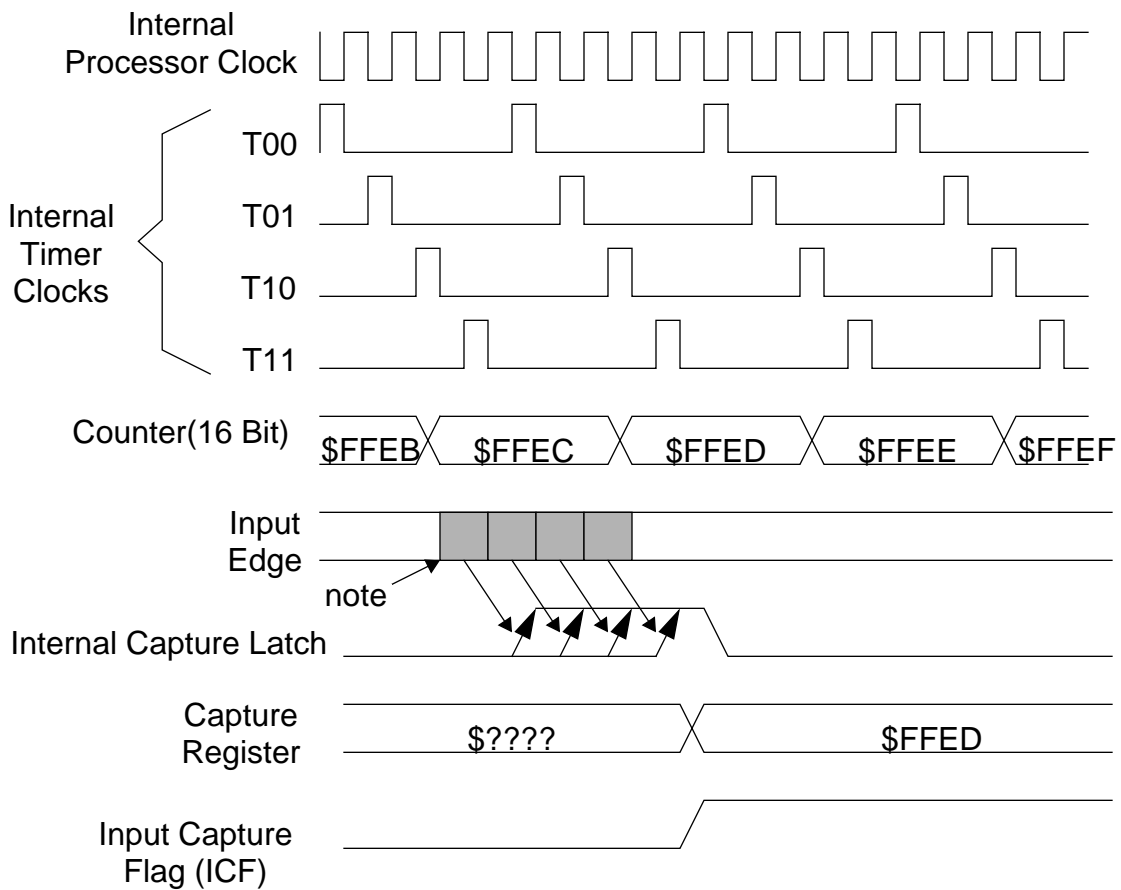 Internal
Processor Clock
T00
T01
Internal
Timer
Clocks
T10
T11
Counter(16 Bit)
$FFEB
$FFEC
$FFED
$FFEE
$FFEF
Input
Edge
note
Internal Capture Latch
Capture
Register
$????
$FFED
Input Capture
Flag (ICF)